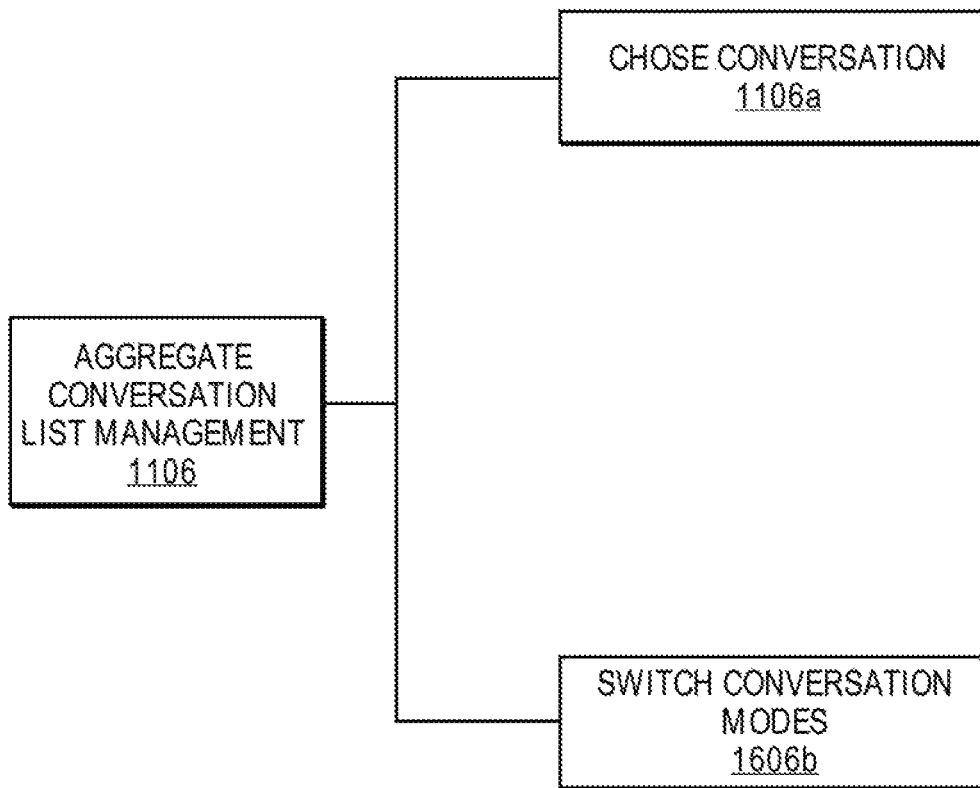 CHOSE CONVERSATION
1106a
AGGREGATE
CONVERSATION
LIST MANAGEMENT
1106
SWITCH CONVERSATION
MODES
1606b